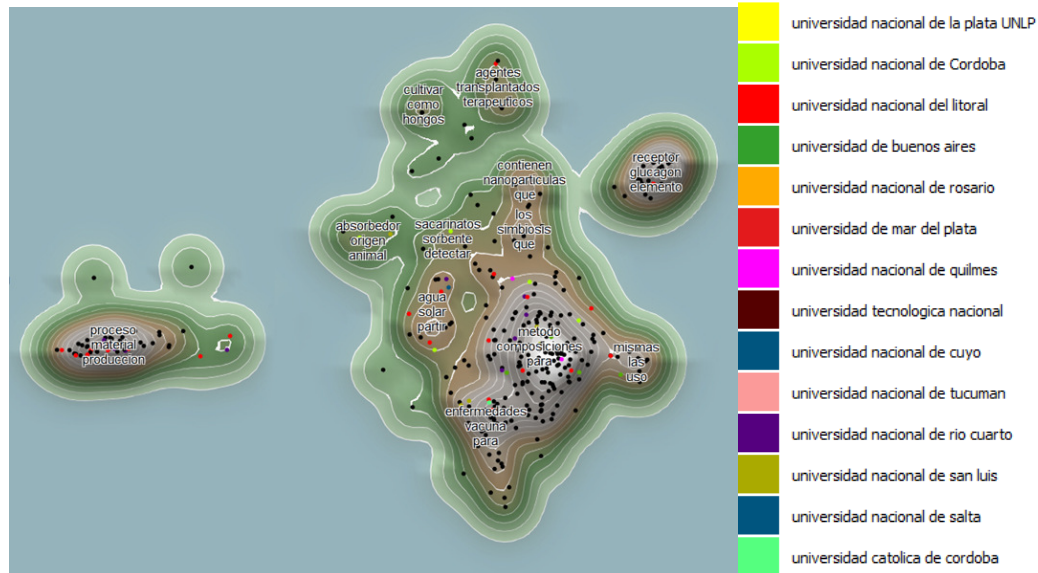 agentes
transplantados
terapeuticos
cultivar
como
hongos
contienen
nanoparticulas
que
los
simbiosis
que
receptor
glucagon
elemento
absorbedor
origen
animal
sacarinatos
sorbente
detectar
agua
solar
partir
proceso
material
produccion
metodo
composiciones
para
mismas
las
uso
enfermedades
vacuna
para
universidad nacional de la plata UNLP
universidad nacional de Cordoba
universidad nacional del litoral
universidad de buenos aires
universidad nacional de rosario
universidad de mar del plata
universidad nacional de quilmes
universidad tecnologica nacional
universidad nacional de cuyo
universidad nacional de tucuman
universidad nacional de rio cuarto
universidad nacional de san luis
universidad nacional de salta
universidad catolica de cordoba